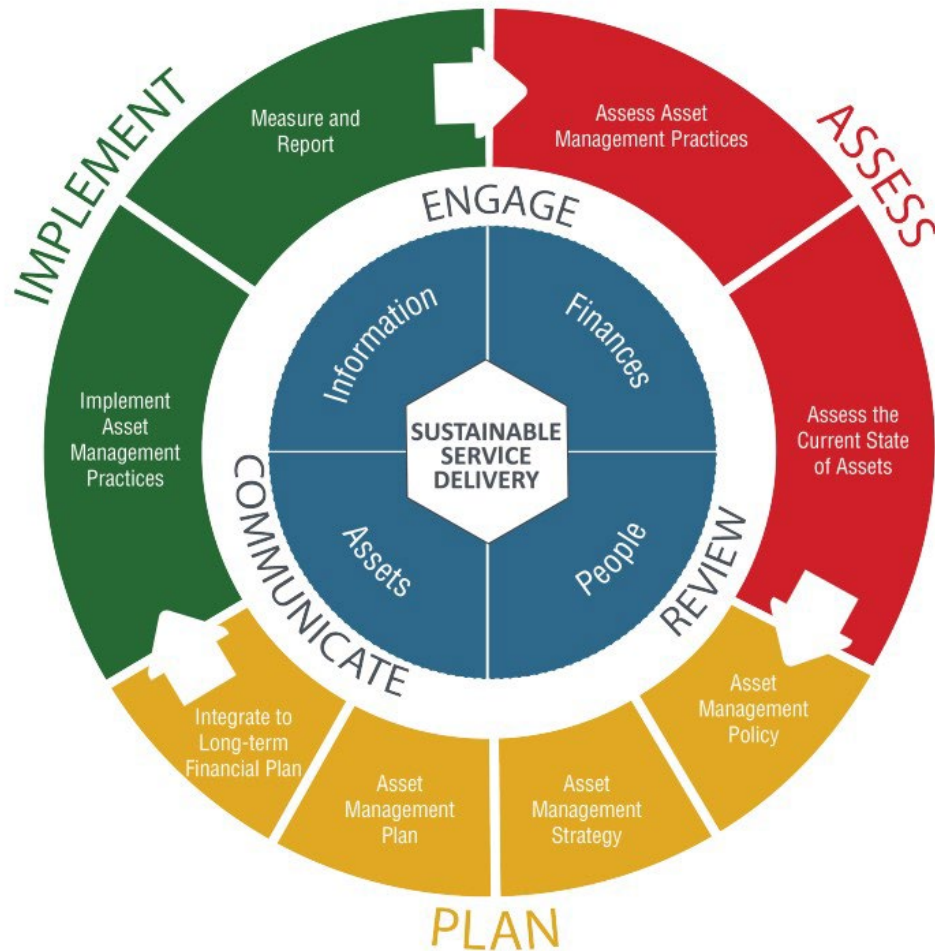 IMPLEMENT
Measure and
Report
Assess Asset
Management Practices
ASSESS
ENGAGE
Information
Finances
Implement
Asset
Management
Practices
Assess the
Current State
of Assets
SUSTAINABLE
SERVICE
DELIVERY
COMMUNICATE
Assets
People
REVIEW
Integrate to
Long-term
Financial Plan
Asset
Management
Plan
Asset
Management
Strategy
Asset
Management
Policy
PLAN